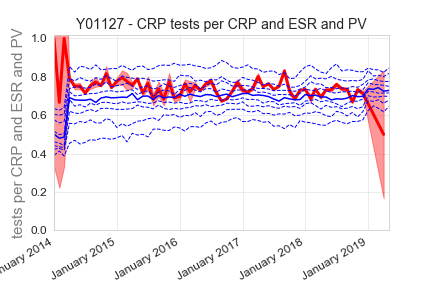 Y01127 - CRP tests per CRP and ESR and PV
tests per CRP and ESR and PV
1.0
0.8
0.6
0.4
0.2
0.0
2014
January 2015
January 2016
January 2017
January 2018
January 2019